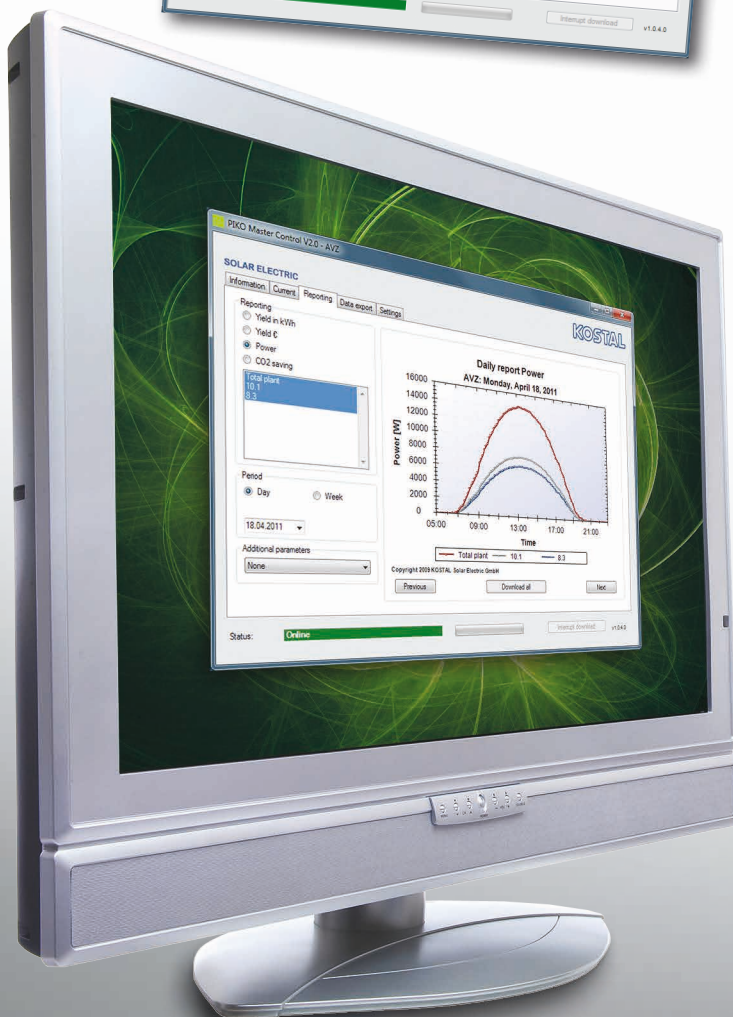 Interrupt download
v1.0.4.0
PIKO Master Control V2.0 - AVZ
SOLAR ELECTRIC
KOSTAL
Information Current Reporting Data export Settings
Reporting
Yield in kWh
Yield €
Power
CO2 saving
Total plant
10.1
8.3
Period
Day Week
18.04.2011
Additional parameters
None
Daily report Power
AVZ: Monday, April 18, 2011
Power [W]
16000
14000
12000
10000
8000
6000
4000
2000
0
05:00 09:00 13:00 17:00 21:00
Time
Total plant 10.1 8.3
Copyright 2009 KOSTAL Solar Electric GmbH
Previous Download all Next
Status: Online Interrupt download v1.0.4.0